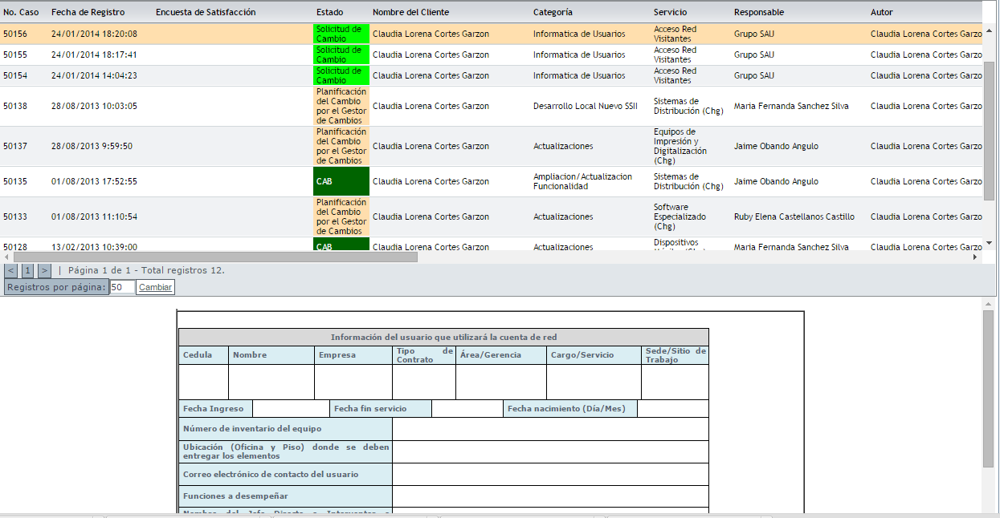 No. Caso Fecha de Registro Encuesta de Satisfacción Estado Nombre del Cliente Categoría Servicio Responsable Autor
50156 24/01/2014 18:20:08 Solicitud de Cambio Claudia Lorena Cortes Garzon Informatica de Usuarios Acceso Red Visitantes Grupo SAU Claudia Lorena Cortes Garzo
50155 24/01/2014 18:17:41 Solicitud de Cambio Claudia Lorena Cortes Garzon Informatica de Usuarios Acceso Red Visitantes Grupo SAU Claudia Lorena Cortes Garzo
50154 24/01/2014 14:04:23 Solicitud de Cambio Claudia Lorena Cortes Garzon Informatica de Usuarios Acceso Red Visitantes Grupo SAU Claudia Lorena Cortes Garzo
50138 28/08/2013 10:03:05 Planificación del Cambio por el Gestor de Cambios Claudia Lorena Cortes Garzon Desarrollo Local Nuevo SSII Sistemas de Distribución (Chg) Maria Fernanda Sanchez Silva Claudia Lorena Cortes Garzo
50137 28/08/2013 9:59:50 Planificación del Cambio por el Gestor de Cambios Claudia Lorena Cortes Garzon Actualizaciones Equipos de Impresión y Digitalización (Chg) Jaime Obando Angulo Claudia Lorena Cortes Garzo
50135 01/08/2013 17:52:55 CAB Claudia Lorena Cortes Garzon Ampliacion/Actualizacion Funcionalidad Sistemas de Distribución (Chg) Jaime Obando Angulo Claudia Lorena Cortes Garzo
50133 01/08/2013 11:10:54 Planificación del Cambio por el Gestor de Cambios Claudia Lorena Cortes Garzon Actualizaciones Software Especializado (Chg) Ruby Elena Castellanos Castillo Claudia Lorena Cortes Garzo
50128 13/02/2013 10:39:00 CAB Claudia Lorena Cortes Garzon Actualizaciones Dispositivos Maria Fernanda Sanchez Silva Claudia Lorena Cortes Garzo
< 1 > | Página 1 de 1 - Total registros 12.
Registros por página: 50 Cambiar
Información del usuario que utilizará la cuenta de red
Cedula Nombre Empresa Tipo de Contrato Área/Gerencia Cargo/Servicio Sede/Sitio de Trabajo
Fecha Ingreso Fecha fin servicio Fecha nacimiento (Día/Mes)
Número de inventario del equipo
Ubicación (Oficina y Piso) donde se deben
entregar los elementos
Correo electrónico de contacto del usuario
Funciones a desempeñar
Nombre del Jefe Directo o Interventor o